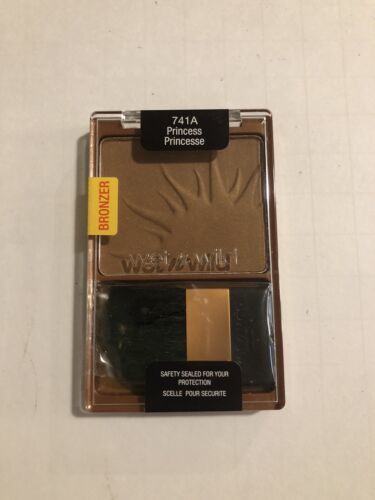 741A
Princess
Princesse
BRONZER
wet n wild
SAFETY SEALED FOR YOUR
PROTECTION
SCELLE POUR SECURITE